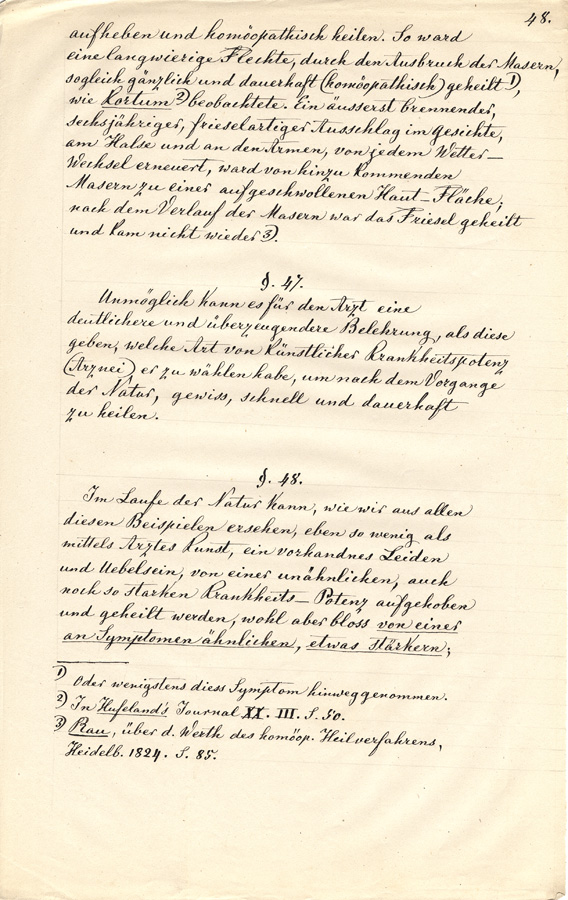 48.
aufheben und homöopathisch heilen. So ward
eine langwierige Flechte, durch den Ausbruch der Masern,
sogleich gänzlich und dauerhaft (homöopathisch) geheilt 1),
wie Kortum 2) beobachtete. Ein äusserst brennender,
sechsjähriger, frieselartiger Ausschlag im Gesichte,
am Halse und an den Armen, von jedem Wetter-
Wechsel erneuert, ward von hinzu kommenden
Masern zu einer aufgeschwollenen Haut-Fläche;
nach dem Verlauf der Masern war das Friesel geheilt
und kam nicht wieder 3).
§. 47.
Unmöglich kann es für den Arzt eine
deutlichere und überzeugendere Belehrung, als diese
geben, welche Art von künstlicher Krankheitspotenz
(Arznei) er zu wählen habe, um nach dem Vorgange
der Natur, gewiss, schnell und dauerhaft
zu heilen.
§. 48.
Im Laufe der Natur kann, wie wir aus allen
diesen Beispielen ersehen, eben so wenig als
mittels Arztes Kunst, ein vorhandnes Leiden
und Uebelsein, von einer unähnlichen, auch
noch so starken Krankheits-Potenz aufgehoben
und geheilt werden, wohl aber bloss von einer
an Symptomen ähnlichen, etwas stärkern;
1) Oder wenigstens diess Symptom hinweggenommen.
2) In Hufeland's Journal XX. III. S. 50.
3) Rau, über d. Werth des homöop. Heilverfahrens,
Heidelb. 1824. S. 85.